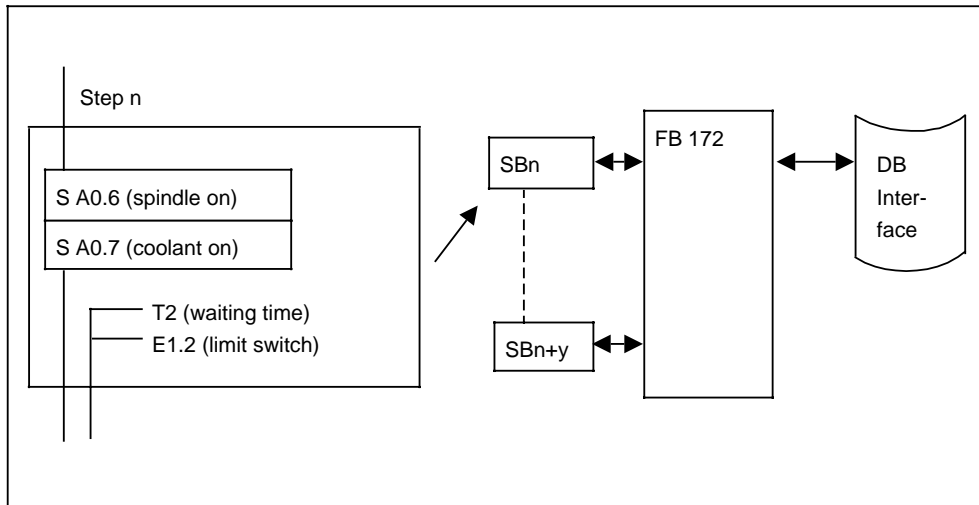 Step n
S A0.6 (spindle on)
S A0.7 (coolant on)
T2 (waiting time)
E1.2 (limit switch)
SBn
SBn+y
FB 172
DB
Inter-
face